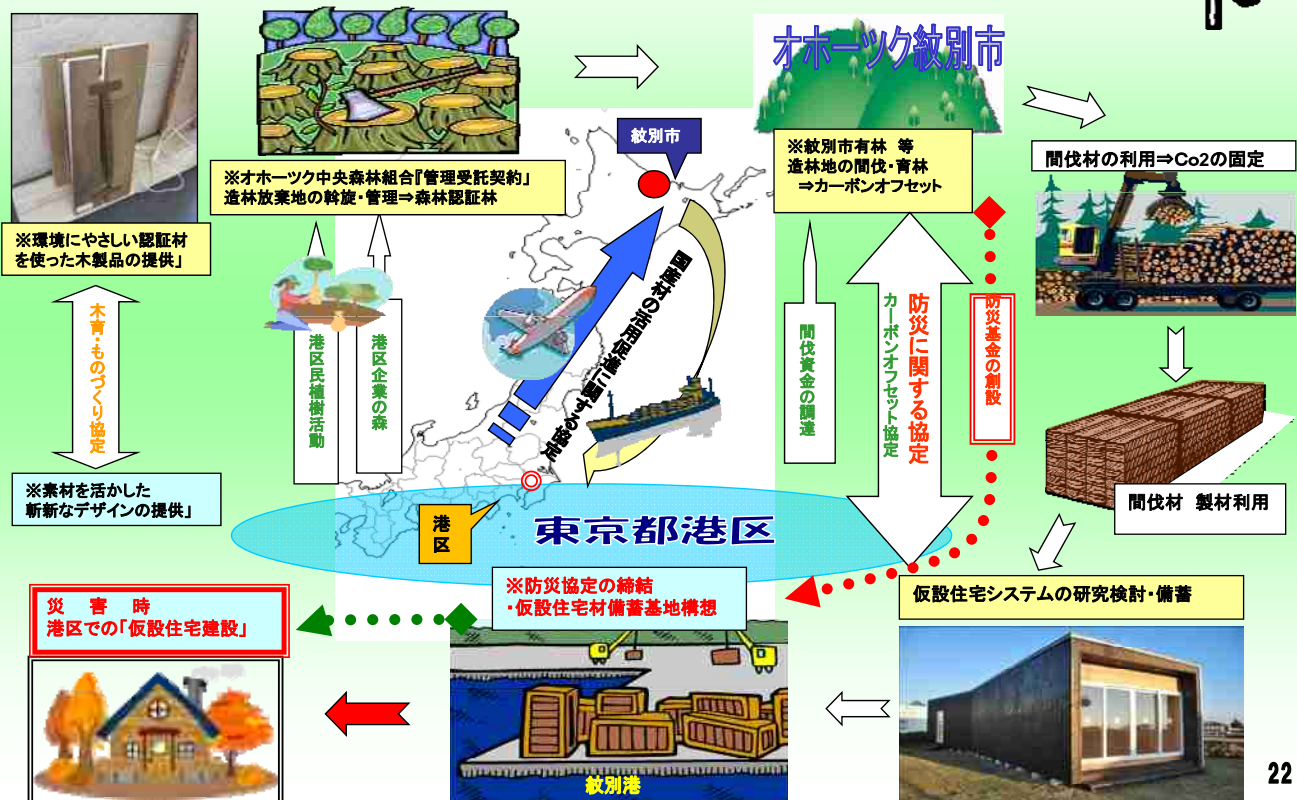 オホーツク紋別市
紋別市
※オホーツク中央森林組合『管理受託契約」
造林放棄地の斡旋・管理⇒森林認証林
※紋別市有林　等
造林地の間伐・育林
⇒カーボンオフセット
間伐材の利用⇒Co2の固定
※環境にやさしい認証材
を使った木製品の提供」
木育・ものづくり協定
※素材を活かした
斬新なデザインの提供」
港区民植樹活動
港区企業の森
国産材の活用促進に関する協定
間伐資金の調達
カーボンオフセット協定
防災に関する協定
防災基金の創設
間伐材　製材利用
港区
東京都港区
※防災協定の締結
・仮設住宅材備蓄基地構想
仮設住宅システムの研究検討・備蓄
災　害　時
港区での「仮設住宅建設」
紋別港
22